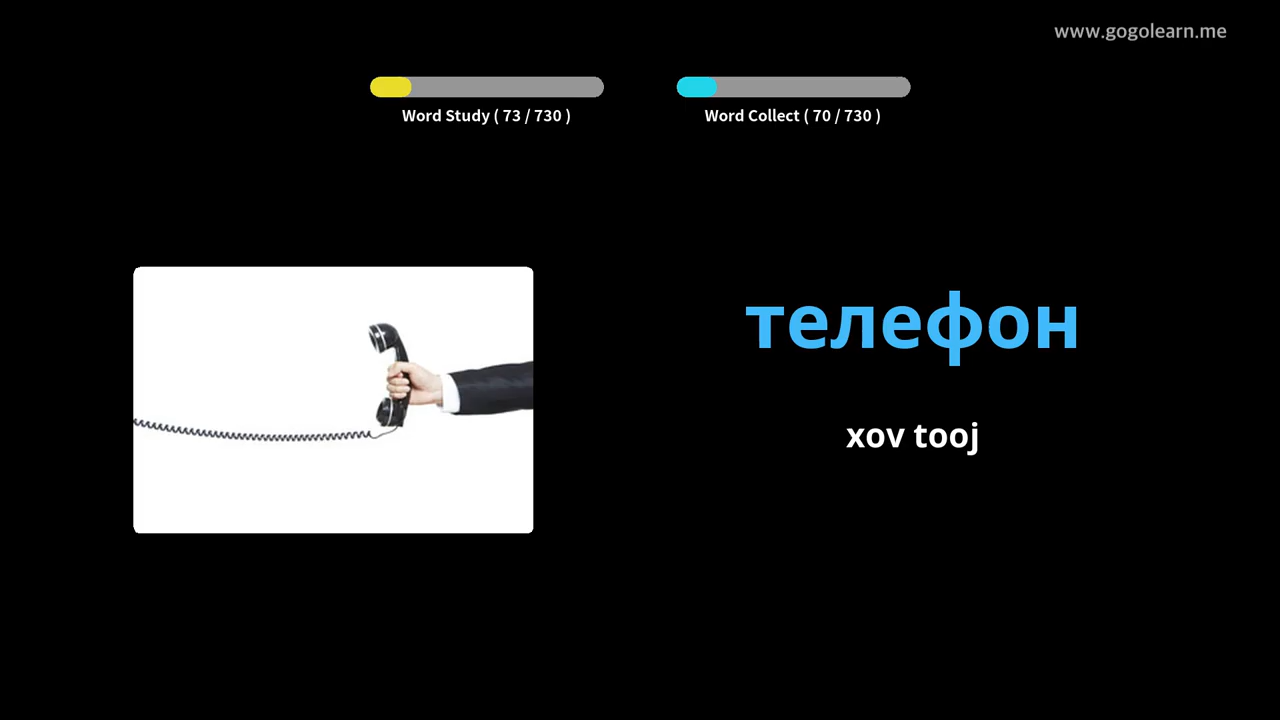 www.gogolearn.me
Word Study ( 73 / 730 )
Word Collect ( 70 / 730 )
телефон
xov tooj